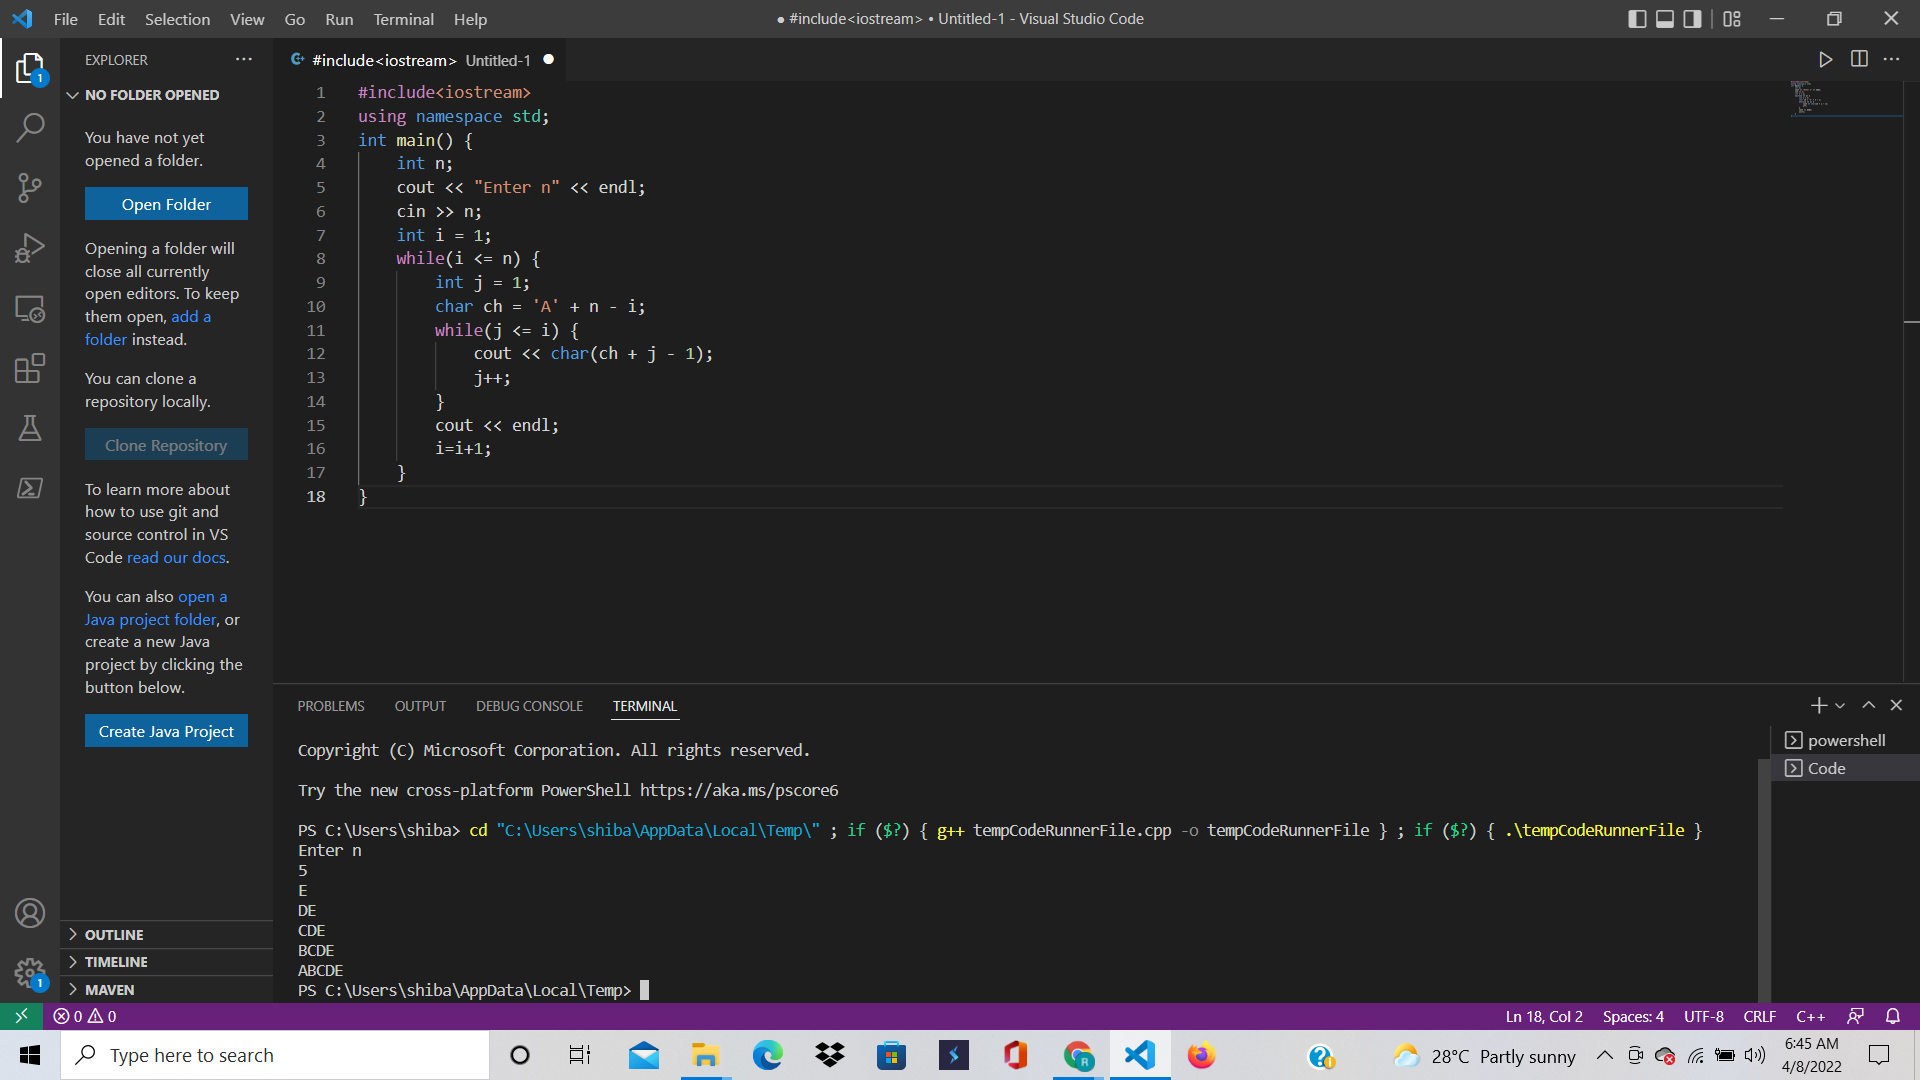 File Edit Selection View Go Run Terminal Help
● #include<iostream> • Untitled-1 - Visual Studio Code
EXPLORER
NO FOLDER OPENED
You have not yet
opened a folder.
Open Folder
Opening a folder will
close all currently
open editors. To keep
them open, add a
folder instead.
You can clone a
repository locally.
Clone Repository
To learn more about
how to use git and
source control in VS
Code read our docs.
You can also open a
Java project folder, or
create a new Java
project by clicking the
button below.
Create Java Project
OUTLINE
TIMELINE
MAVEN
1
1
#include<iostream> Untitled-1 ●
1 #include<iostream>
2 using namespace std;
3 int main() {
4 int n;
5 cout << "Enter n" << endl;
6 cin >> n;
7 int i = 1;
8 while(i <= n) {
9 int j = 1;
10 char ch = 'A' + n - i;
11 while(j <= i) {
12 cout << char(ch + j - 1);
13 j++;
14 }
15 cout << endl;
16 i=i+1;
17 }
18 }
PROBLEMS OUTPUT DEBUG CONSOLE TERMINAL
Copyright (C) Microsoft Corporation. All rights reserved.
Try the new cross-platform PowerShell https://aka.ms/pscore6
PS C:\Users\shiba> cd "C:\Users\shiba\AppData\Local\Temp\" ; if ($?) { g++ tempCodeRunnerFile.cpp -o tempCodeRunnerFile } ; if ($?) { .\tempCodeRunnerFile }
Enter n
5
E
DE
CDE
BCDE
ABCDE
PS C:\Users\shiba\AppData\Local\Temp>
powershell
Code
0 0
Ln 18, Col 2 Spaces: 4 UTF-8 CRLF C++
Type here to search
28°C Partly sunny
6:45 AM
4/8/2022